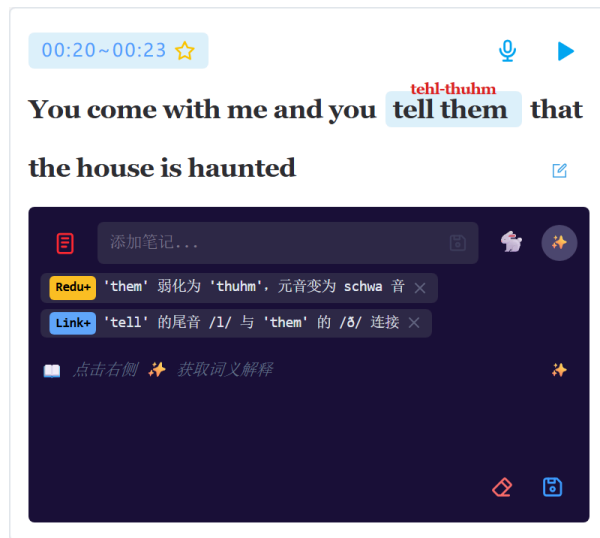 00:20~00:23
tehl-thuhm
You come with me and you tell them that
the house is haunted
添加笔记...
Redu+ 'them' 弱化为 'thuhm', 元音变为 schwa 音
Link+ 'tell' 的尾音 /l/ 与 'them' 的 /ð/ 连接
点击右侧 ✨ 获取词义解释